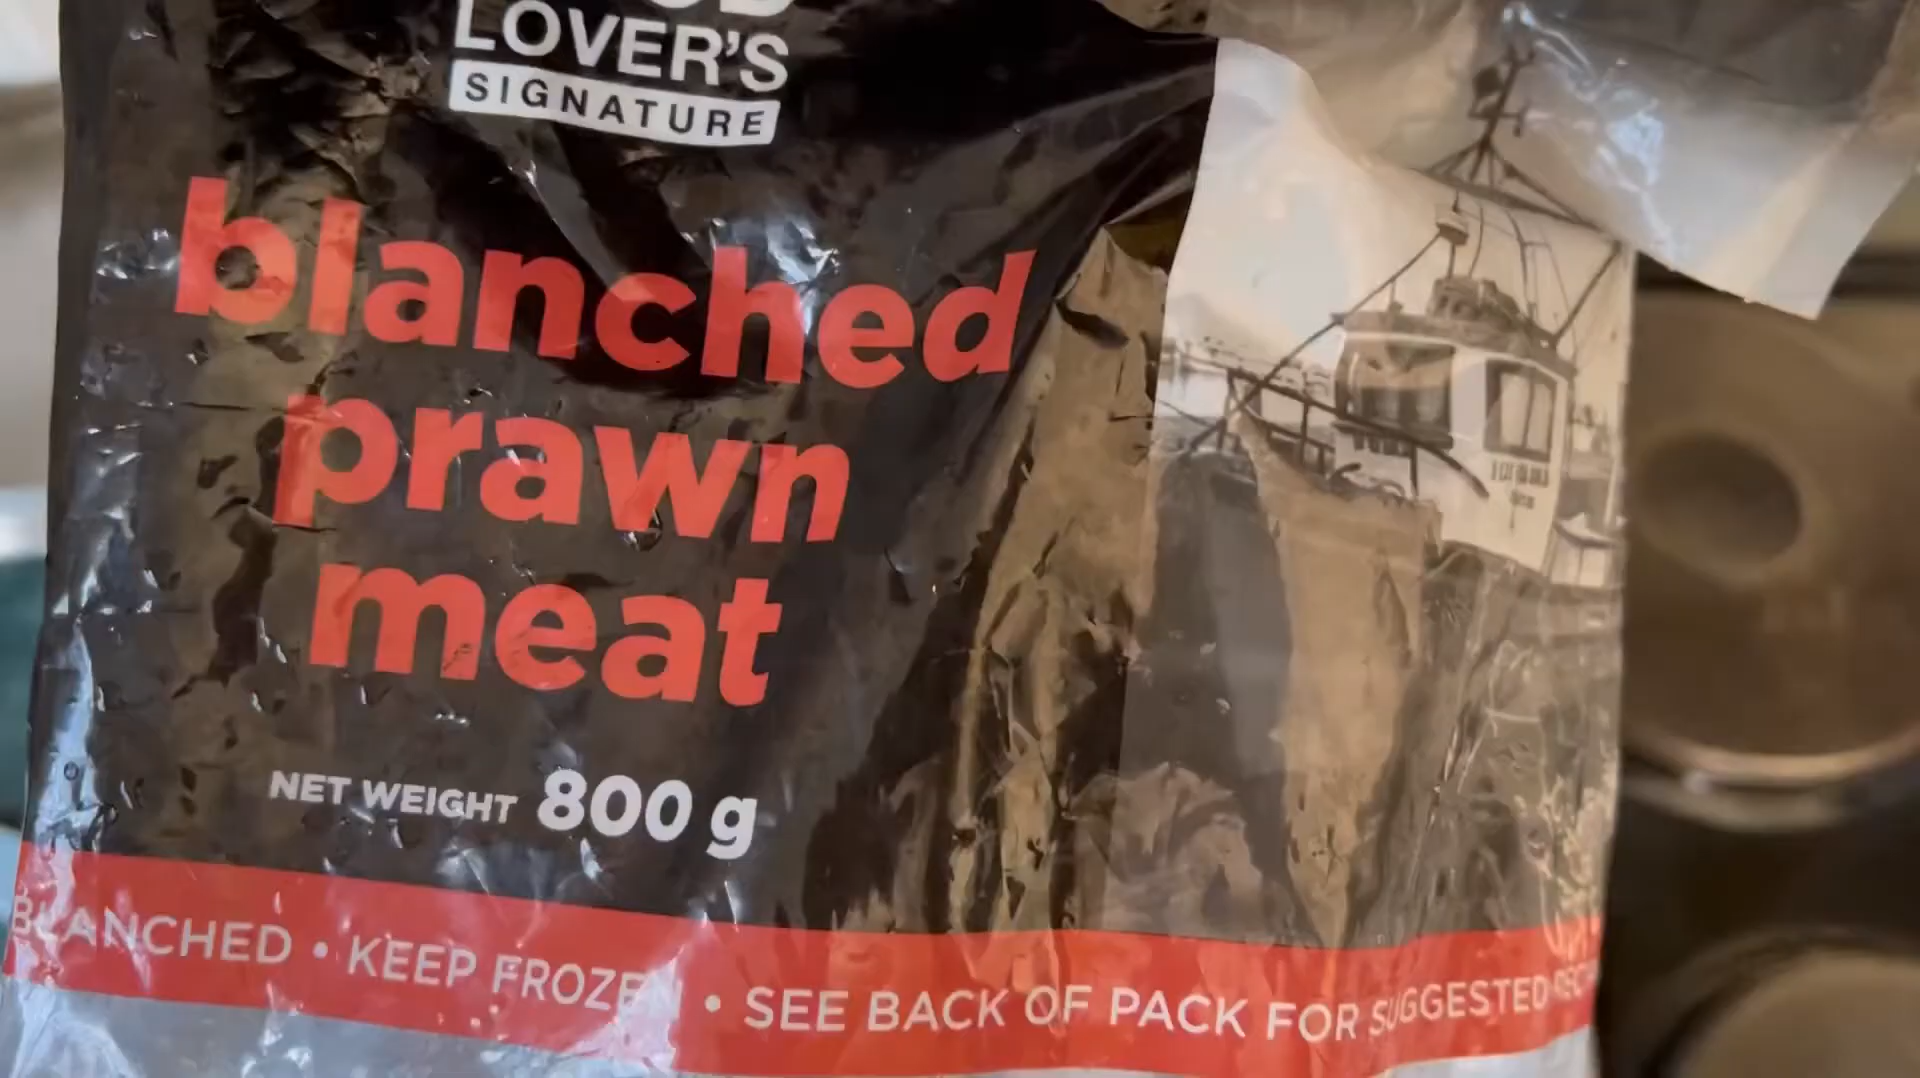 LOVER'S
SIGNATURE
blanched
prawn
meat
NET WEIGHT 800 g
BLANCHED • KEEP FROZEN • SEE BACK OF PACK FOR SUGGESTED